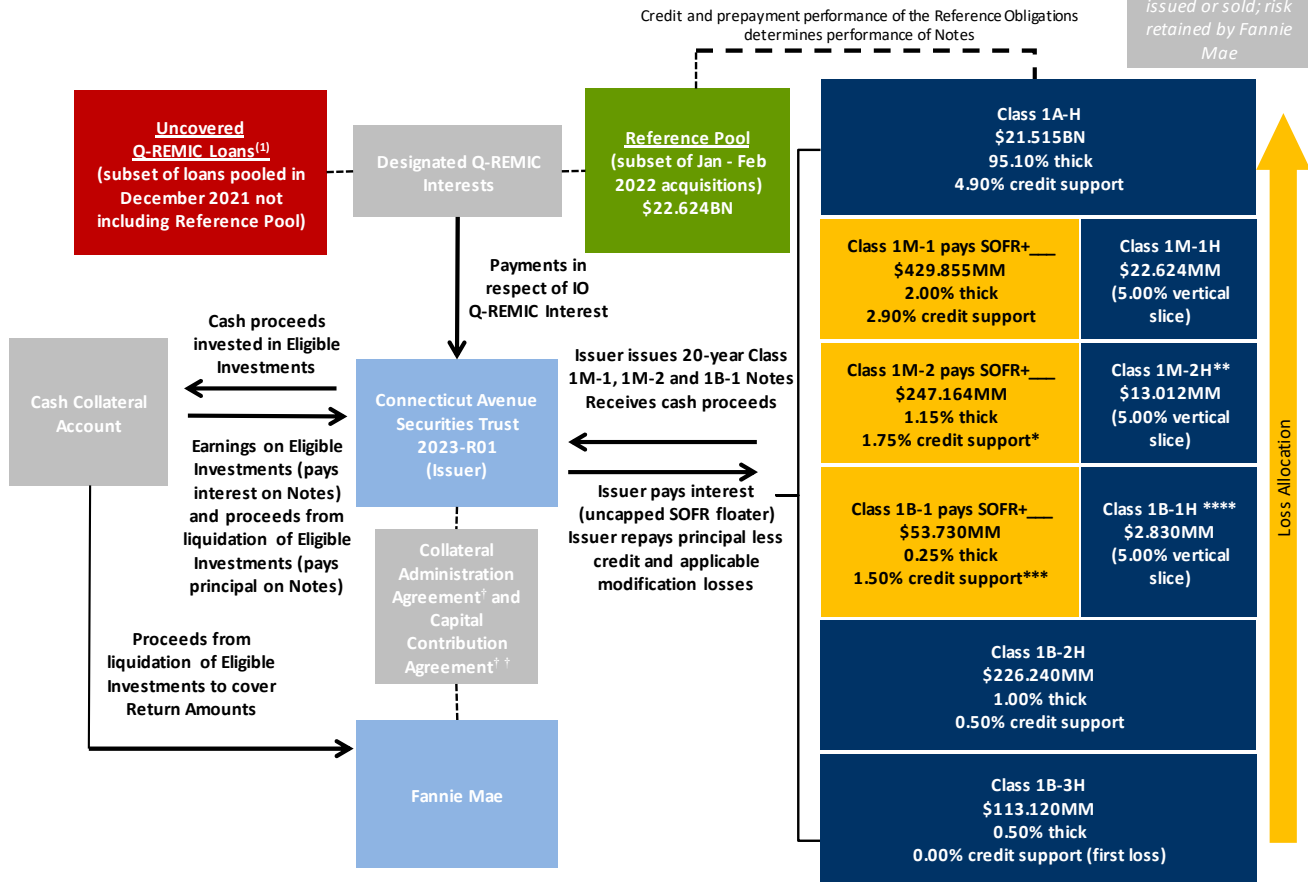 Credit and prepayment performance of the Reference Obligations
determines performance of Notes
issued or sold; risk
retained by Fannie
Mae
Uncovered
Q-REMIC Loans(1)
(subset of loans pooled in
December 2021 not
including Reference Pool)
Designated Q-REMIC
Interests
Reference Pool
(subset of Jan - Feb
2022 acquisitions)
$22.624BN
Class 1A-H
$21.515BN
95.10% thick
4.90% credit support
Payments in
respect of IO
Q-REMIC Interest
Class 1M-1 pays SOFR+___
$429.855MM
2.00% thick
2.90% credit support
Class 1M-1H
$22.624MM
(5.00% vertical
slice)
Cash proceeds
invested in Eligible
Investments
Cash Collateral
Account
Connecticut Avenue
Securities Trust
2023-R01
(Issuer)
Issuer issues 20-year Class
1M-1, 1M-2 and 1B-1 Notes
Receives cash proceeds
Class 1M-2 pays SOFR+___
$247.164MM
1.15% thick
1.75% credit support*
Class 1M-2H**
$13.012MM
(5.00% vertical
slice)
Earnings on Eligible
Investments (pays
interest on Notes)
and proceeds from
liquidation of Eligible
Investments (pays
principal on Notes)
Issuer pays interest
(uncapped SOFR floater)
Issuer repays principal less
credit and applicable
modification losses
Class 1B-1 pays SOFR+___
$53.730MM
0.25% thick
1.50% credit support***
Class 1B-1H ****
$2.830MM
(5.00% vertical
slice)
Loss Allocation
Collateral
Administration
Agreement† and
Capital
Contribution
Agreement† †
Proceeds from
liquidation of Eligible
Investments to cover
Return Amounts
Class 1B-2H
$226.240MM
1.00% thick
0.50% credit support
Fannie Mae
Class 1B-3H
$113.120MM
0.50% thick
0.00% credit support (first loss)